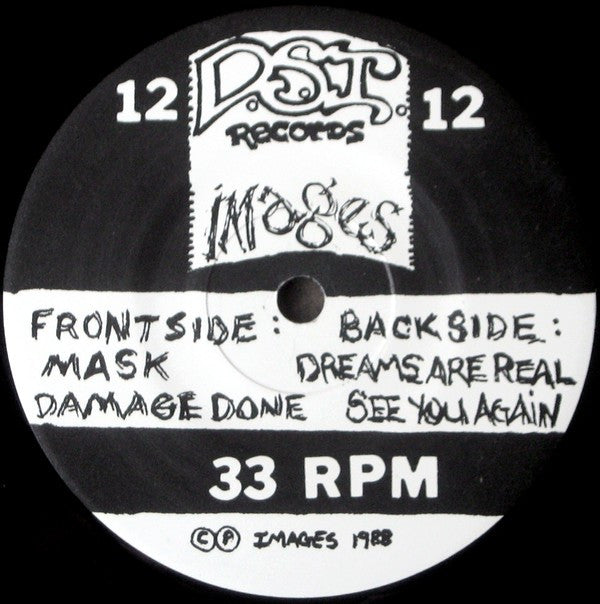 12 D.S.T. 12
Records
images
FRONTSIDE: BACKSIDE:
MASK DREAMS ARE REAL
DAMAGE DONE SEE YOU AGAIN
33 RPM
© ℗ IMAGES 1988